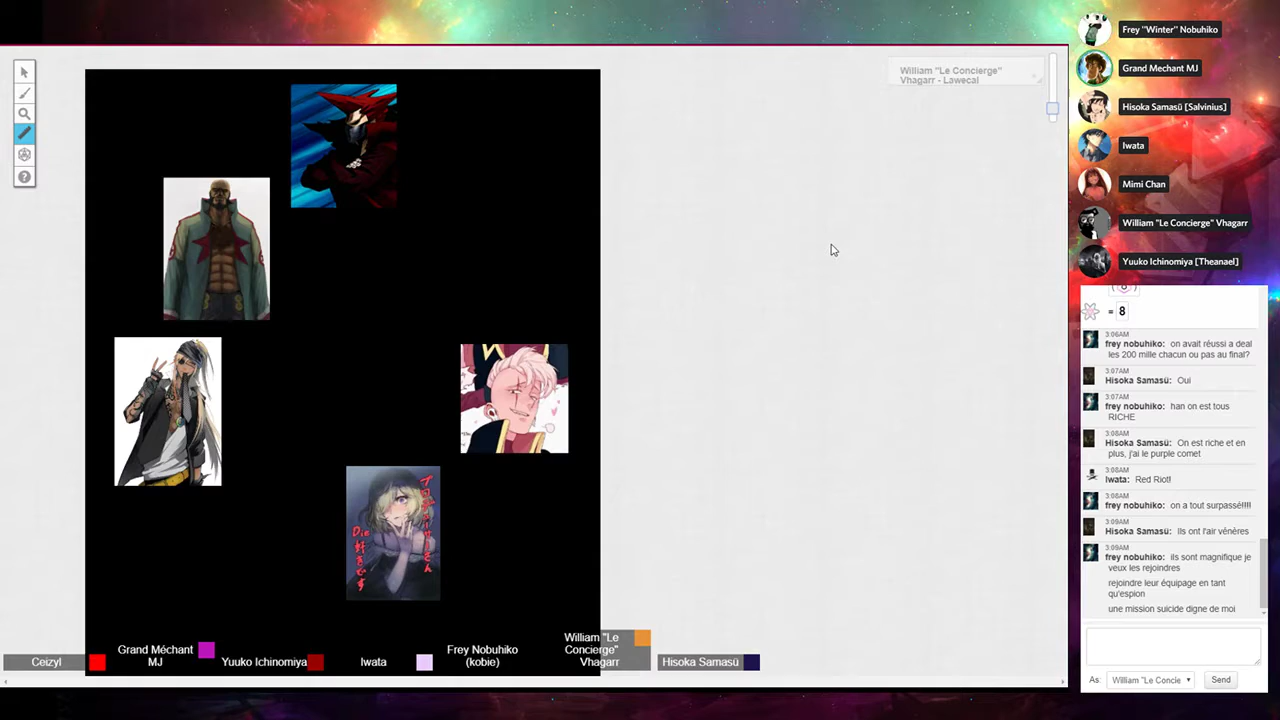 William "Le Concierge"
Vhagarr - Lawecal
Frey "Winter" Nobuhiko
Grand Mechant MJ
Hisoka Samasū [Salvinius]
Iwata
Mimi Chan
William "Le Concierge" Vhagarr
Yuuko Ichinomiya [Theanael]
= 8
3:06AM
frey nobuhiko: on avait réussi a deal
les 200 mille chacun ou pas au final?
3:07AM
Hisoka Samasū: Oui
3:07AM
frey nobuhiko: han on est tous
RICHE
3:08AM
Hisoka Samasū: On est riche et en
plus, j'ai le purple comet
3:08AM
Iwata: Red Riot!
3:08AM
frey nobuhiko: on a tout surpassé!!!!
3:09AM
Hisoka Samasū: Ils ont l'air vénères
3:09AM
frey nobuhiko: ils sont magnifique je
veux les rejoindres
rejoindre leur équipage en tant
qu'espion
une mission suicide digne de moi
As: William "Le Concie
Send
Die
好きです
Ceizyl
Grand Méchant
MJ
Yuuko Ichinomiya
Iwata
Frey Nobuhiko
(kobie)
William "Le
Concierge"
Vhagarr
Hisoka Samasū